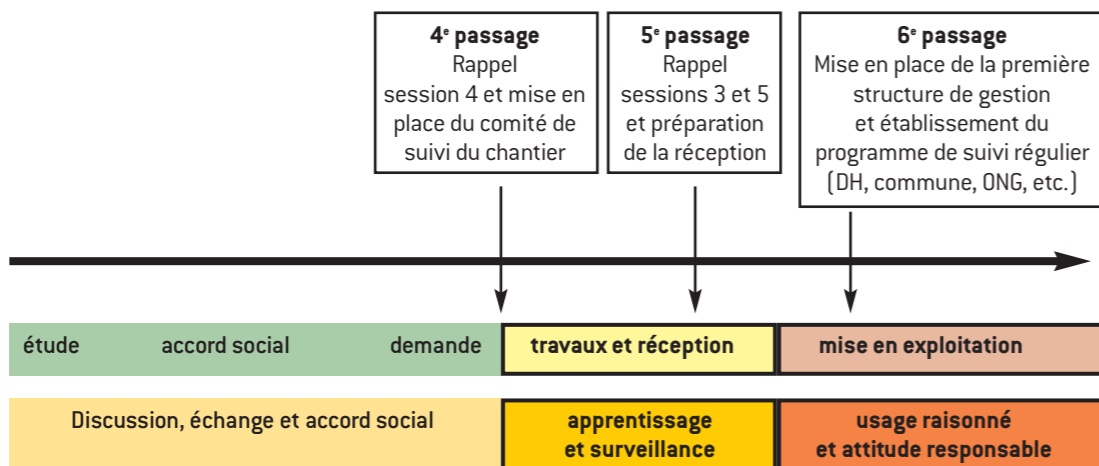 4e passage
Rappel
session 4 et mise en
place du comité de
suivi du chantier
5e passage
Rappel
sessions 3 et 5
et préparation
de la réception
6e passage
Mise en place de la première
structure de gestion
et établissement du
programme de suivi régulier
(DH, commune, ONG, etc.)
étude accord social demande
travaux et réception
mise en exploitation
Discussion, échange et accord social
apprentissage
et surveillance
usage raisonné
et attitude responsable